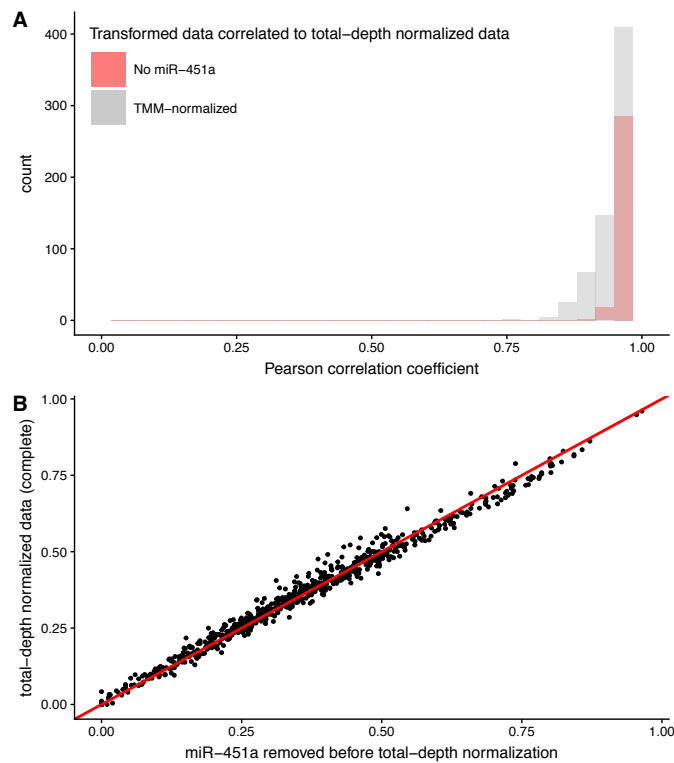 A
Transformed data correlated to total−depth normalized data
No miR−451a
TMM−normalized
400
300
200
100
0
count
0.00 0.25 0.50 0.75 1.00
Pearson correlation coefficient
B
1.00
0.75
0.50
0.25
0.00
total−depth normalized data (complete)
0.00 0.25 0.50 0.75 1.00
miR−451a removed before total−depth normalization